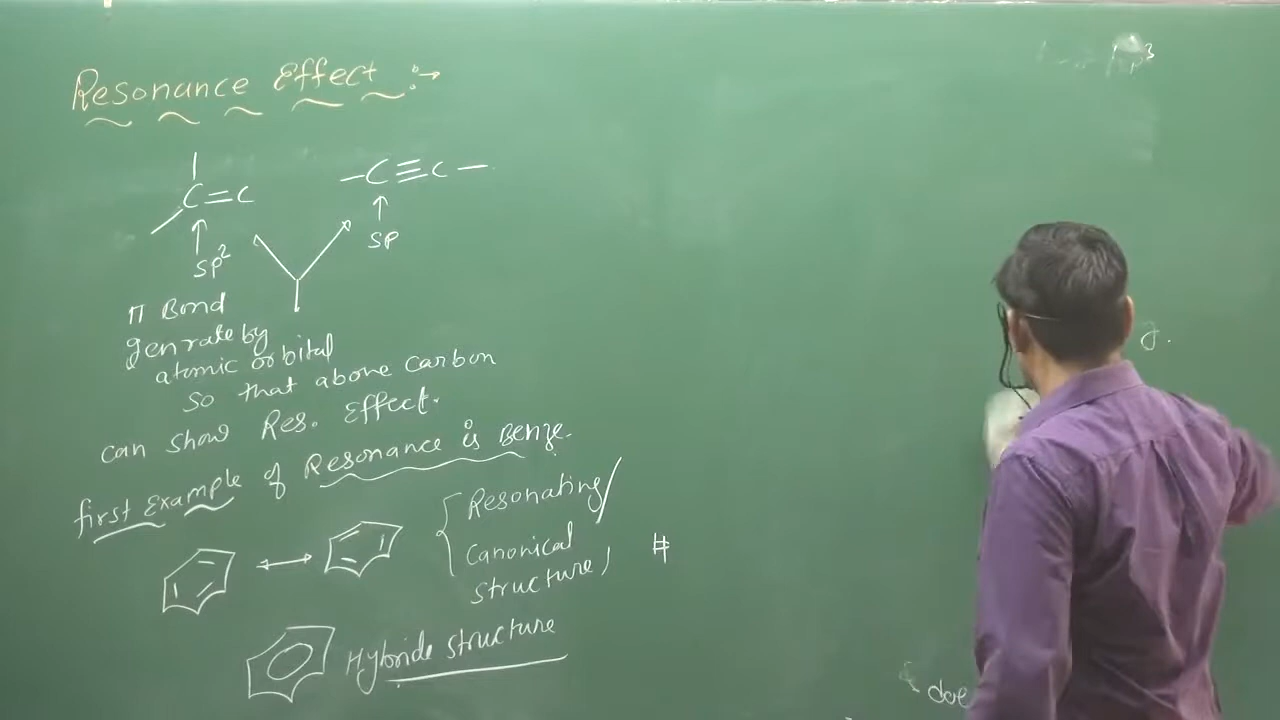 Resonance Effect :→
C=C
—C≡C—
SP²
SP
π Bond
genrate by
atomic orbital
so that above carbon
can show Res. Effect.
first Example of Resonance is Benze.
Resonating/
Canonical
structure
#
Hybride structure